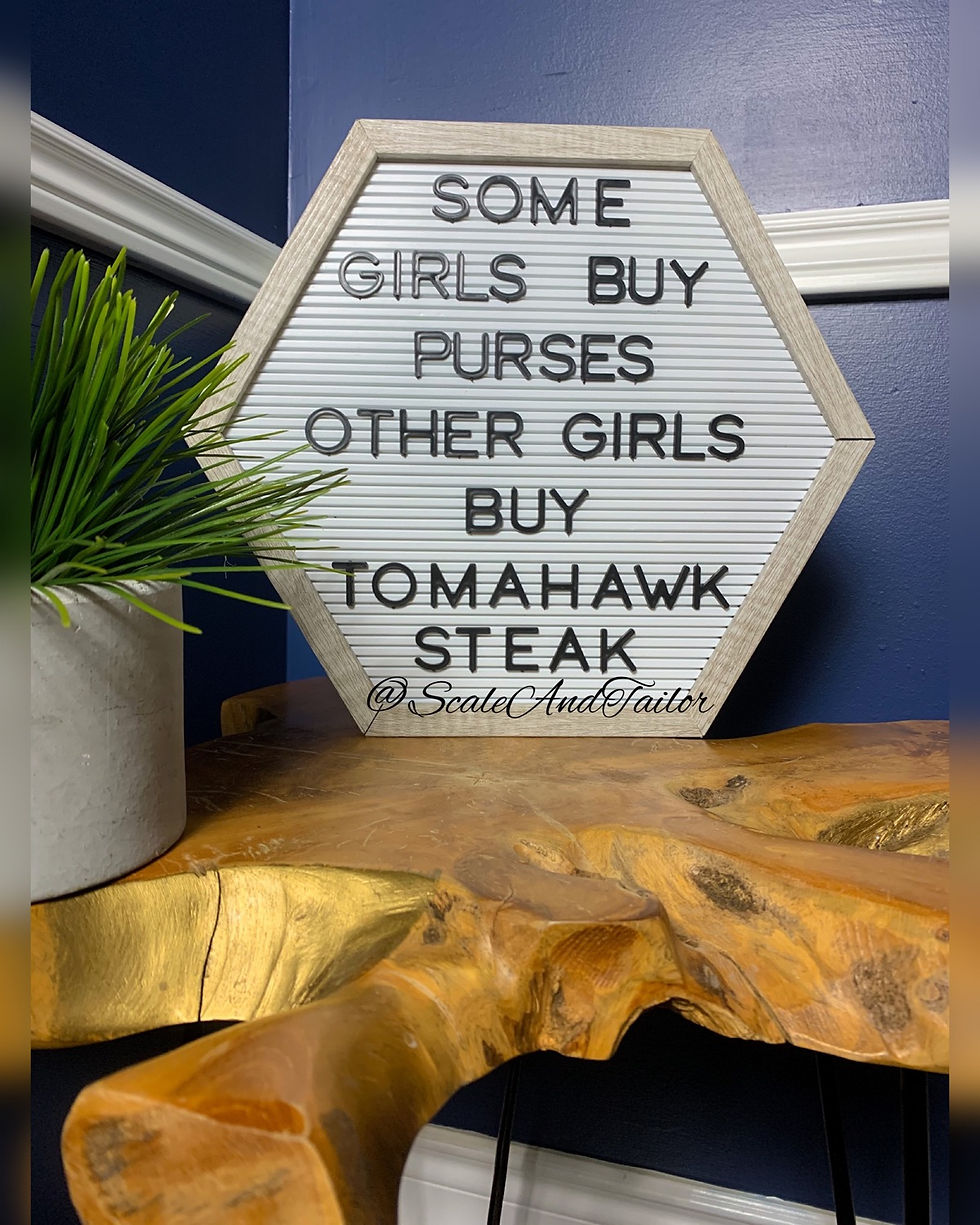 SOME
GIRLS BUY
PURSES
OTHER GIRLS
BUY
TOMAHAWK
STEAK
@ScaleAndTailor